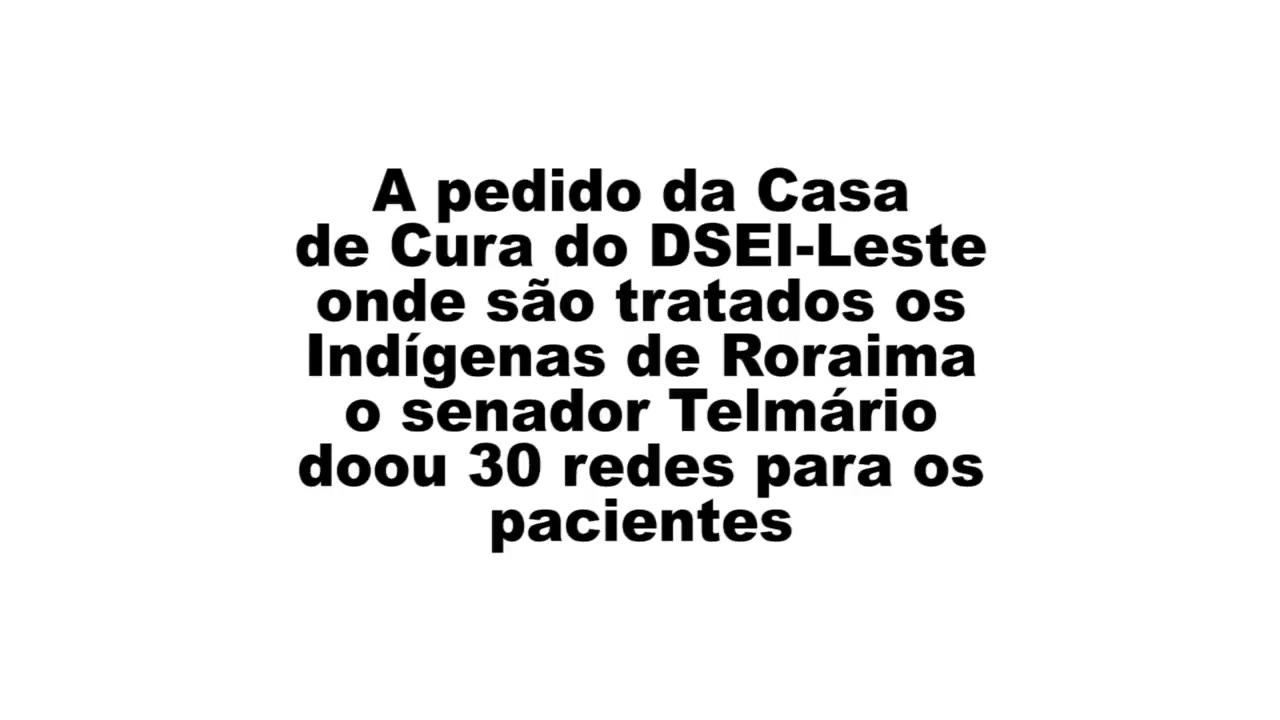 A pedido da Casa
de Cura do DSEI-Leste
onde são tratados os
Indígenas de Roraima
o senador Telmário
doou 30 redes para os
pacientes